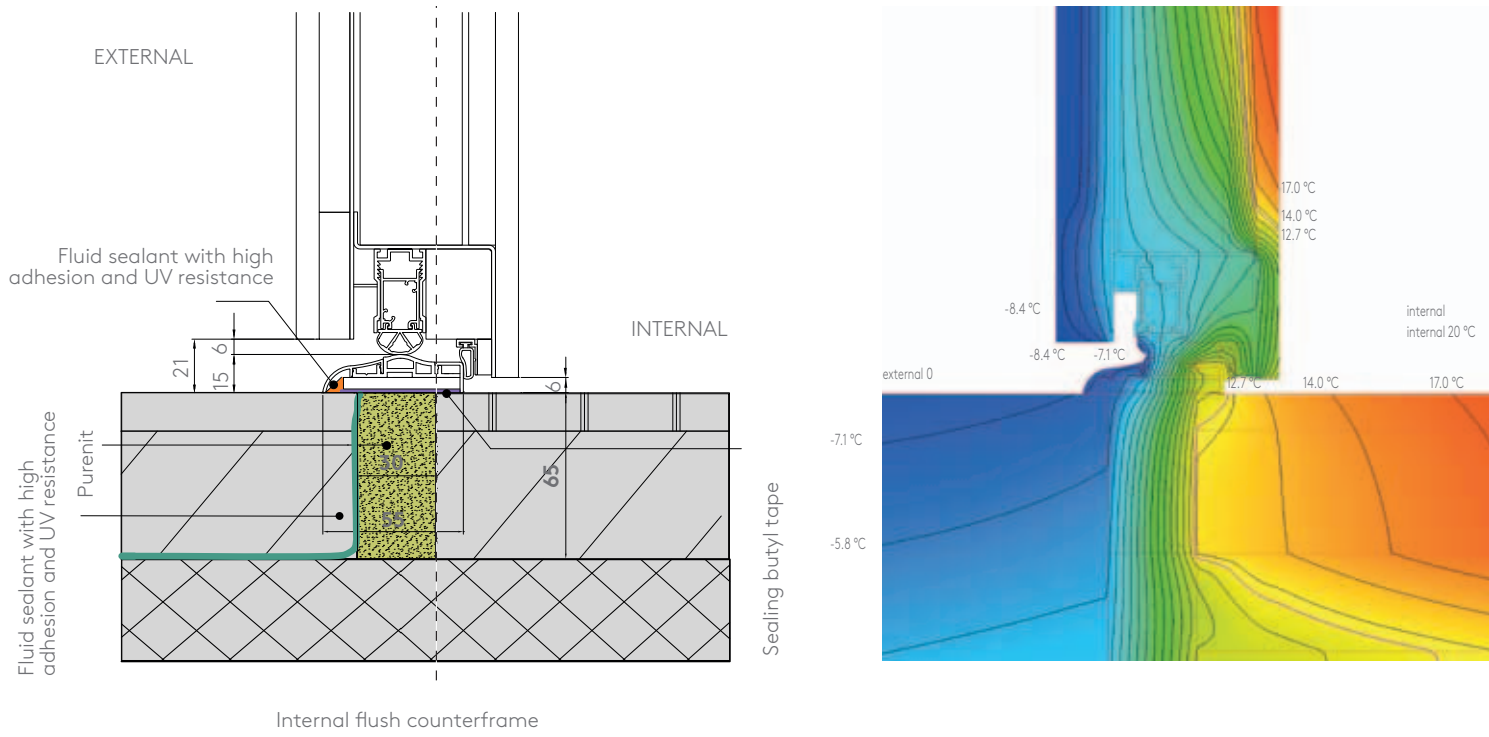 EXTERNAL
Fluid sealant with high
adhesion and UV resistance
INTERNAL
21
6
15
6
30
55
65
Purenit
Fluid sealant with high
adhesion and UV resistance
Sealing butyl tape
Internal flush counterframe
17.0 °C
14.0 °C
12.7 °C
-8.4 °C
internal
internal 20 °C
-8.4 °C
-7.1 °C
external 0
12.7 °C
14.0 °C
17.0 °C
-7.1 °C
-5.8 °C